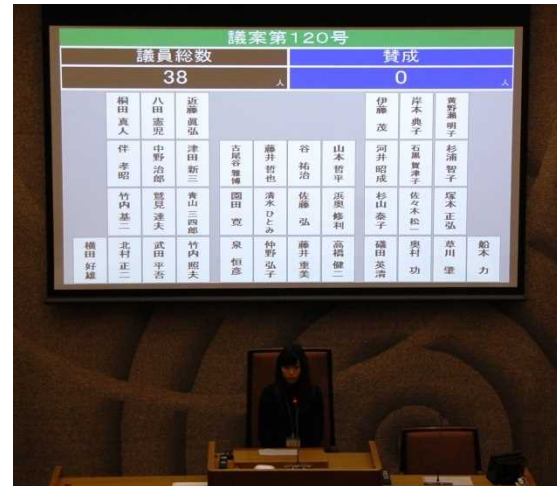 議案第120号
議員総数 賛成
38人 0人
桐田 真人 八田 憲児 近藤 眞弘 伊藤 茂 岸本 典子 黄野瀬 明子
伴 孝昭 中野 治郎 津田 新三 古尾谷 雅博 藤井 哲也 谷 祐治 山本 哲平 河井 昭成 石黒 賀津子 杉浦 智子
竹内 基二 鷲見 達夫 青山 三四郎 園田 寛 清水 ひとみ 佐藤 弘 浜奥 修利 杉山 泰子 佐々木 松一 塚本 正弘
横田 好雄 北村 正二 武田 平吾 竹内 照夫 泉 恒彦 仲野 弘子 藤井 重美 高橋 健二 礒田 英清 奥村 功 草川 肇 船本 力